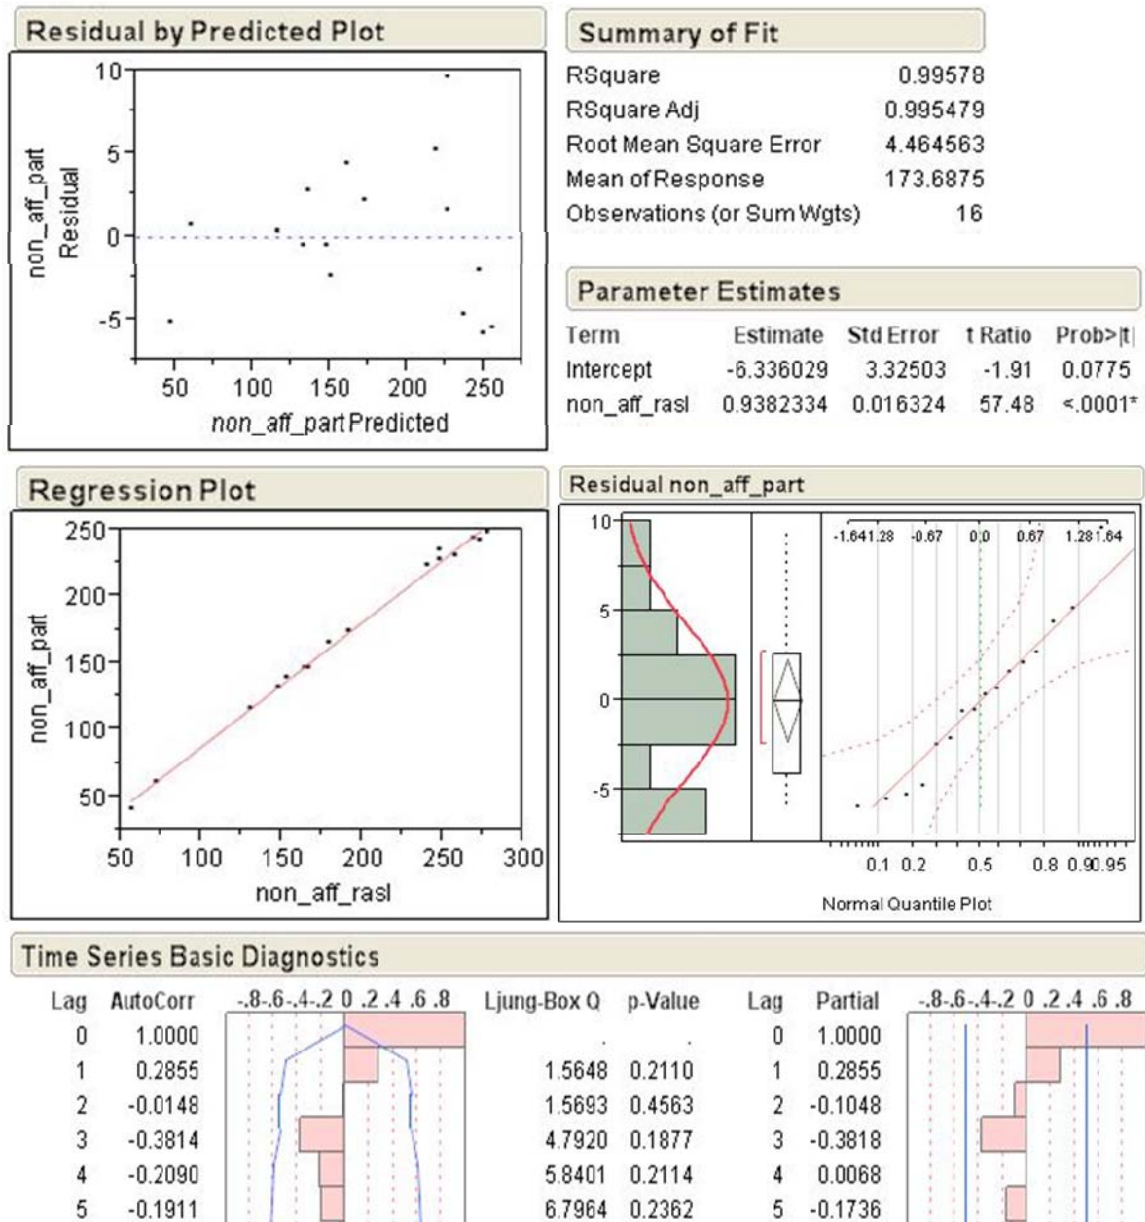 Residual by Predicted Plot
10
5
0
-5
non_aff_part
Residual
50 100 150 200 250
non_aff_part Predicted
Summary of Fit
RSquare 0.99578
RSquare Adj 0.995479
Root Mean Square Error 4.464563
Mean of Response 173.6875
Observations (or Sum Wgts) 16
Parameter Estimates
Term Estimate Std Error t Ratio Prob>|t|
Intercept -6.336029 3.32503 -1.91 0.0775
non_aff_rasl 0.9382334 0.016324 57.48 <.0001*
Regression Plot
250
200
150
100
50
non_aff_part
50 100 150 200 250 300
non_aff_rasl
Residual non_aff_part
10
5
0
-5
-1.641.28 -0.67 0.0 0.67 1.281.64
0.1 0.2 0.5 0.8 0.90.95
Normal Quantile Plot
Time Series Basic Diagnostics
Lag AutoCorr -.8-.6-.4-.2 0 .2 .4 .6 .8 Ljung-Box Q p-Value Lag Partial -.8-.6-.4-.2 0 .2 .4 .6 .8
0 1.0000 . . 0 1.0000
1 0.2855 1.5648 0.2110 1 0.2855
2 -0.0148 1.5693 0.4563 2 -0.1048
3 -0.3814 4.7920 0.1877 3 -0.3818
4 -0.2090 5.8401 0.2114 4 0.0068
5 -0.1911 6.7964 0.2362 5 -0.1736